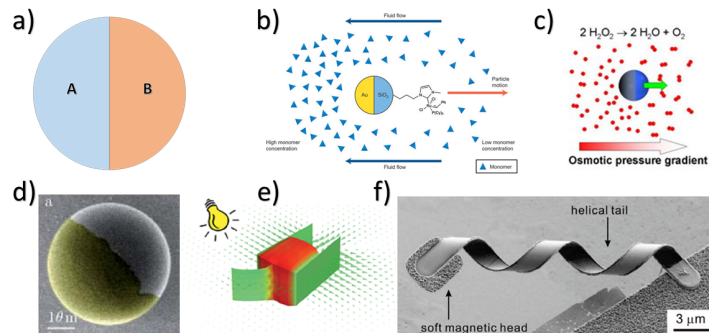 a)
A
B
b)
Fluid flow
Au
SiO₂
Particle
motion
High monomer
concentration
Low monomer
concentration
Fluid flow
Monomer
c)
2 H₂O₂ → 2 H₂O + O₂
Osmotic pressure gradient
d)
a
1θm
e)
f)
helical tail
soft magnetic head
3 μm